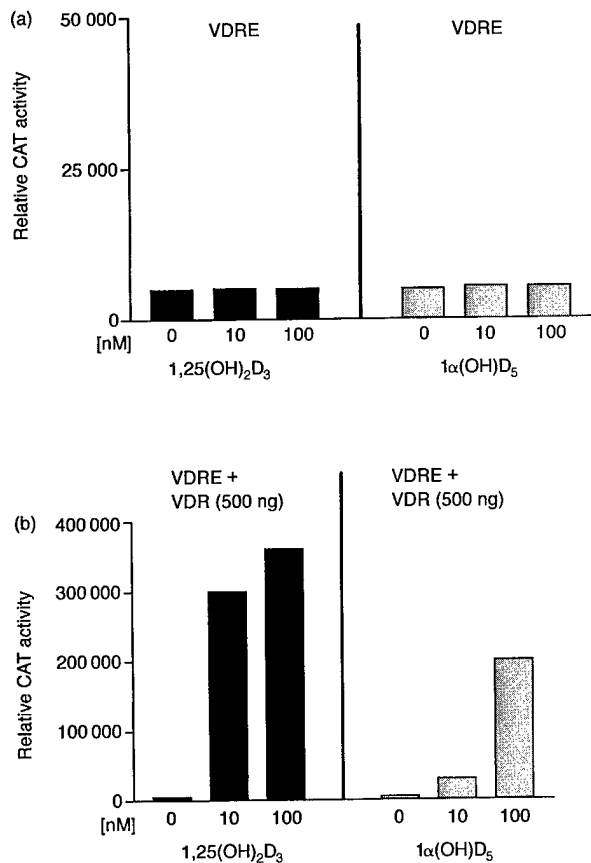 (a)
50 000
VDRE
VDRE
Relative CAT activity
25 000
0
[nM]
0 10 100
0 10 100
1,25(OH)₂D₃
1α(OH)D₅
VDRE +
VDR (500 ng)
VDRE +
VDR (500 ng)
(b)
400 000
300 000
Relative CAT activity
200 000
100 000
0
[nM]
0 10 100
0 10 100
1,25(OH)₂D₃
1α(OH)D₅